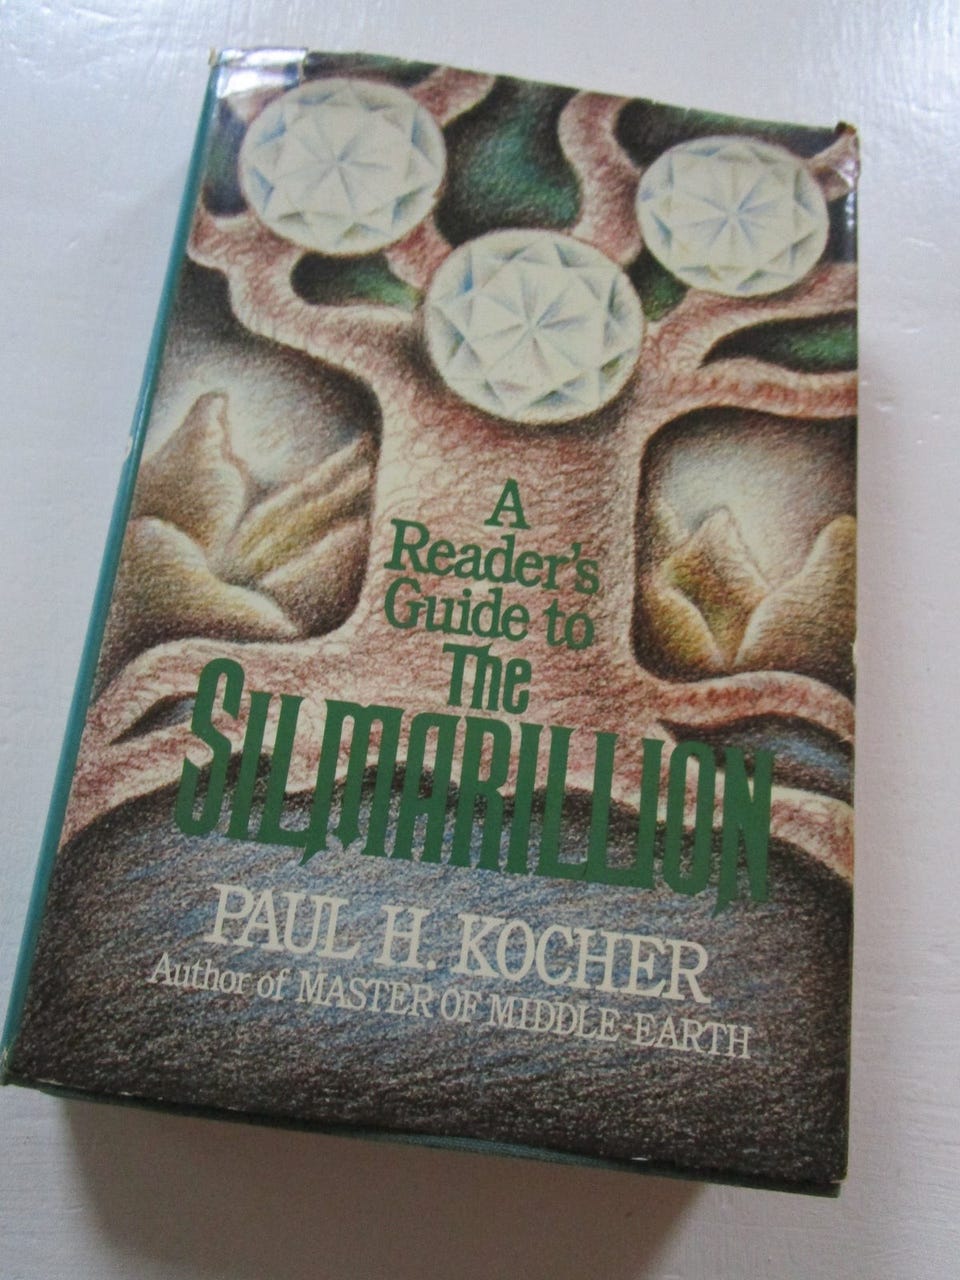 A
Reader's
Guide to
The
SILMARILLION
PAUL H. KOCHER
Author of MASTER OF MIDDLE-EARTH